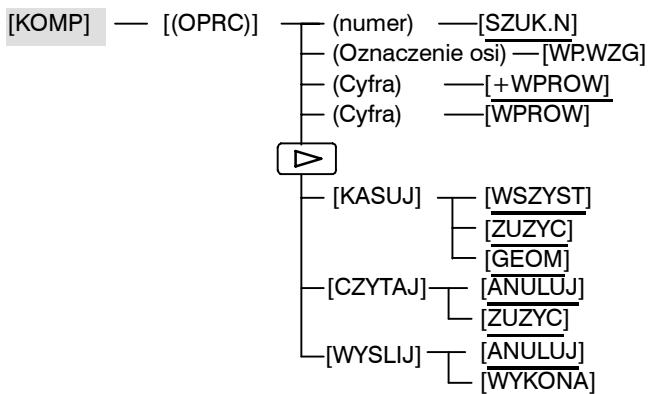 [KOMP] [(OPRC)] (numer) [SZUK.N]
(Oznaczenie osi) [WP.WZG]
(Cyfra) [+WPROW]
(Cyfra) [WPROW]
[KASUJ] [WSZYST]
[ZUZYC]
[GEOM]
[CZYTAJ] [ANULUJ]
[ZUZYC]
[WYSLIJ] [ANULUJ]
[WYKONA]